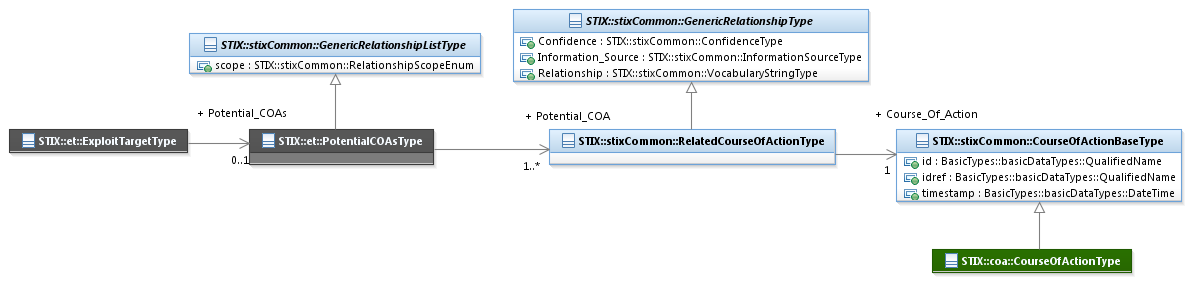 STIX::stixCommon::GenericRelationshipType
Confidence : STIX::stixCommon::ConfidenceType
Information_Source : STIX::stixCommon::InformationSourceType
Relationship : STIX::stixCommon::VocabularyStringType
STIX::stixCommon::GenericRelationshipListType
scope : STIX::stixCommon::RelationshipScopeEnum
+ Potential_COAs
+ Potential_COA
+ Course_Of_Action
STIX::et::ExploitTargetType
0..1
STIX::et::PotentialCOAsType
1..*
STIX::stixCommon::RelatedCourseOfActionType
1
STIX::stixCommon::CourseOfActionBaseType
id : BasicTypes::basicDataTypes::QualifiedName
idref : BasicTypes::basicDataTypes::QualifiedName
timestamp : BasicTypes::basicDataTypes::DateTime
STIX::coa::CourseOfActionType